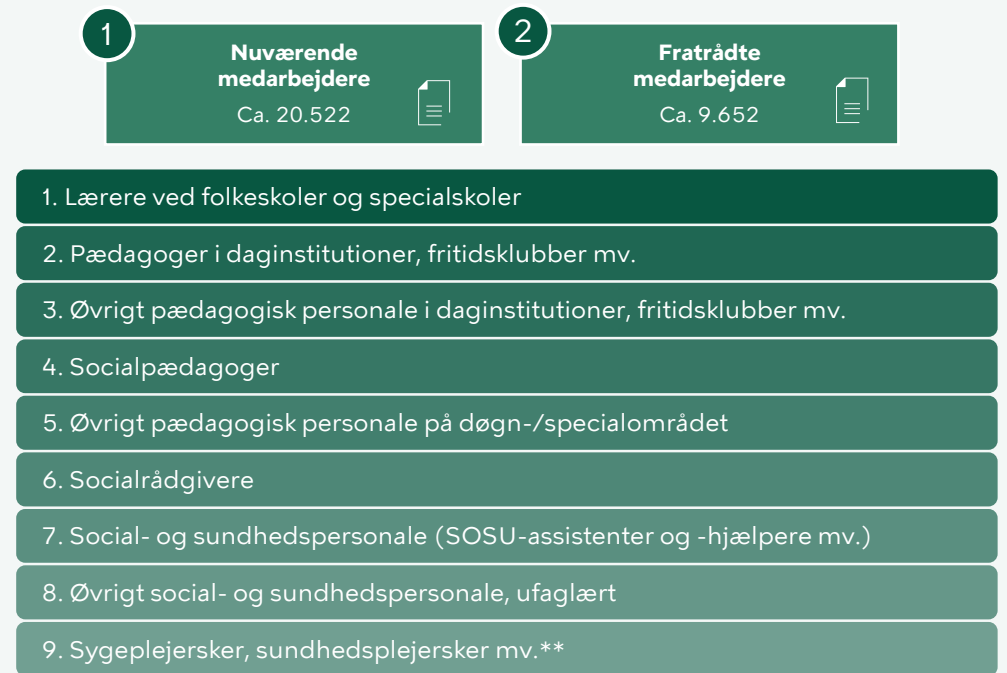 1
Nuværende
medarbejdere
Ca. 20.522
2
Fratrådte
medarbejdere
Ca. 9.652
1. Lærere ved folkeskoler og specialskoler
2. Pædagoger i daginstitutioner, fritidsklubber mv.
3. Øvrigt pædagogisk personale i daginstitutioner, fritidsklubber mv.
4. Socialpædagoger
5. Øvrigt pædagogisk personale på døgn-/specialområdet
6. Socialrådgivere
7. Social- og sundhedspersonale (SOSU-assistenter og -hjælpere mv.)
8. Øvrigt social- og sundhedspersonale, ufaglært
9. Sygeplejersker, sundhedsplejersker mv.**